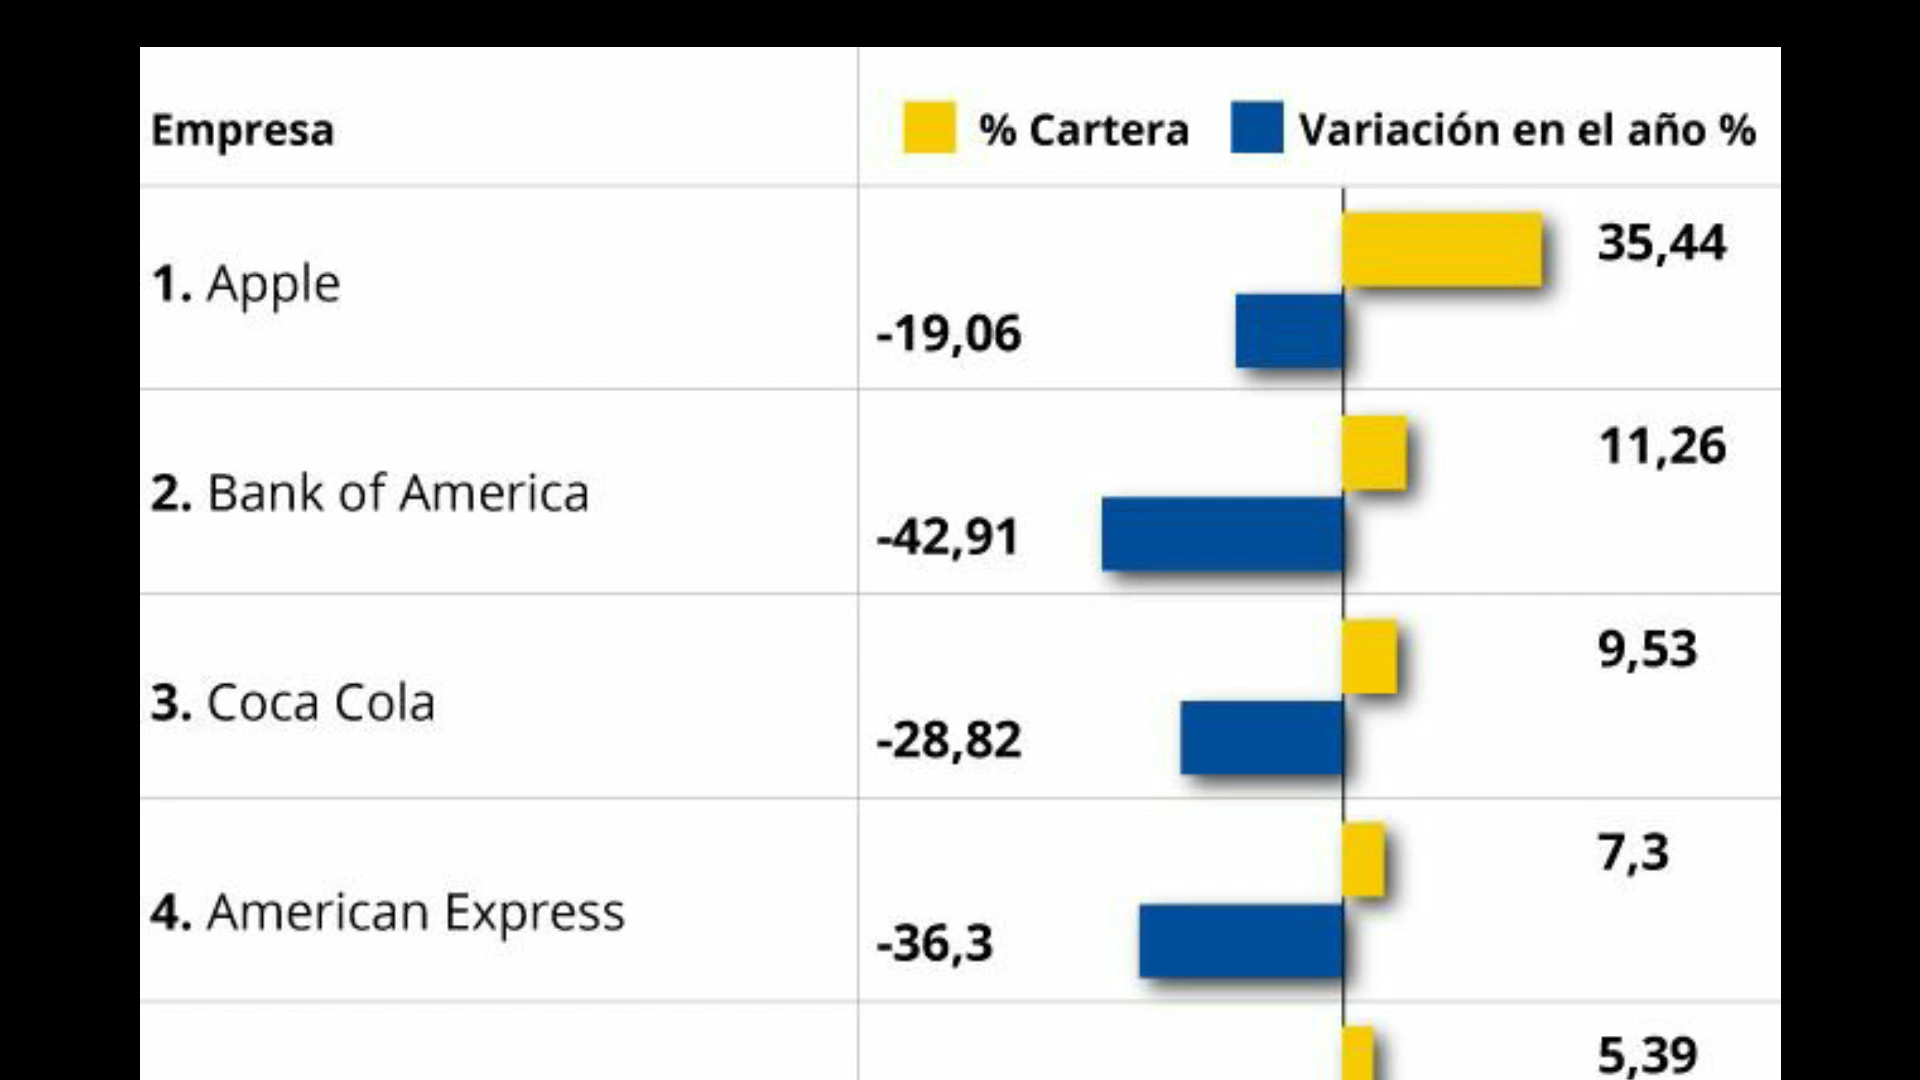 Empresa % Cartera Variación en el año %
1. Apple
35,44
-19,06
2. Bank of America
11,26
-42,91
3. Coca Cola
9,53
-28,82
4. American Express
7,3
-36,3
5,39